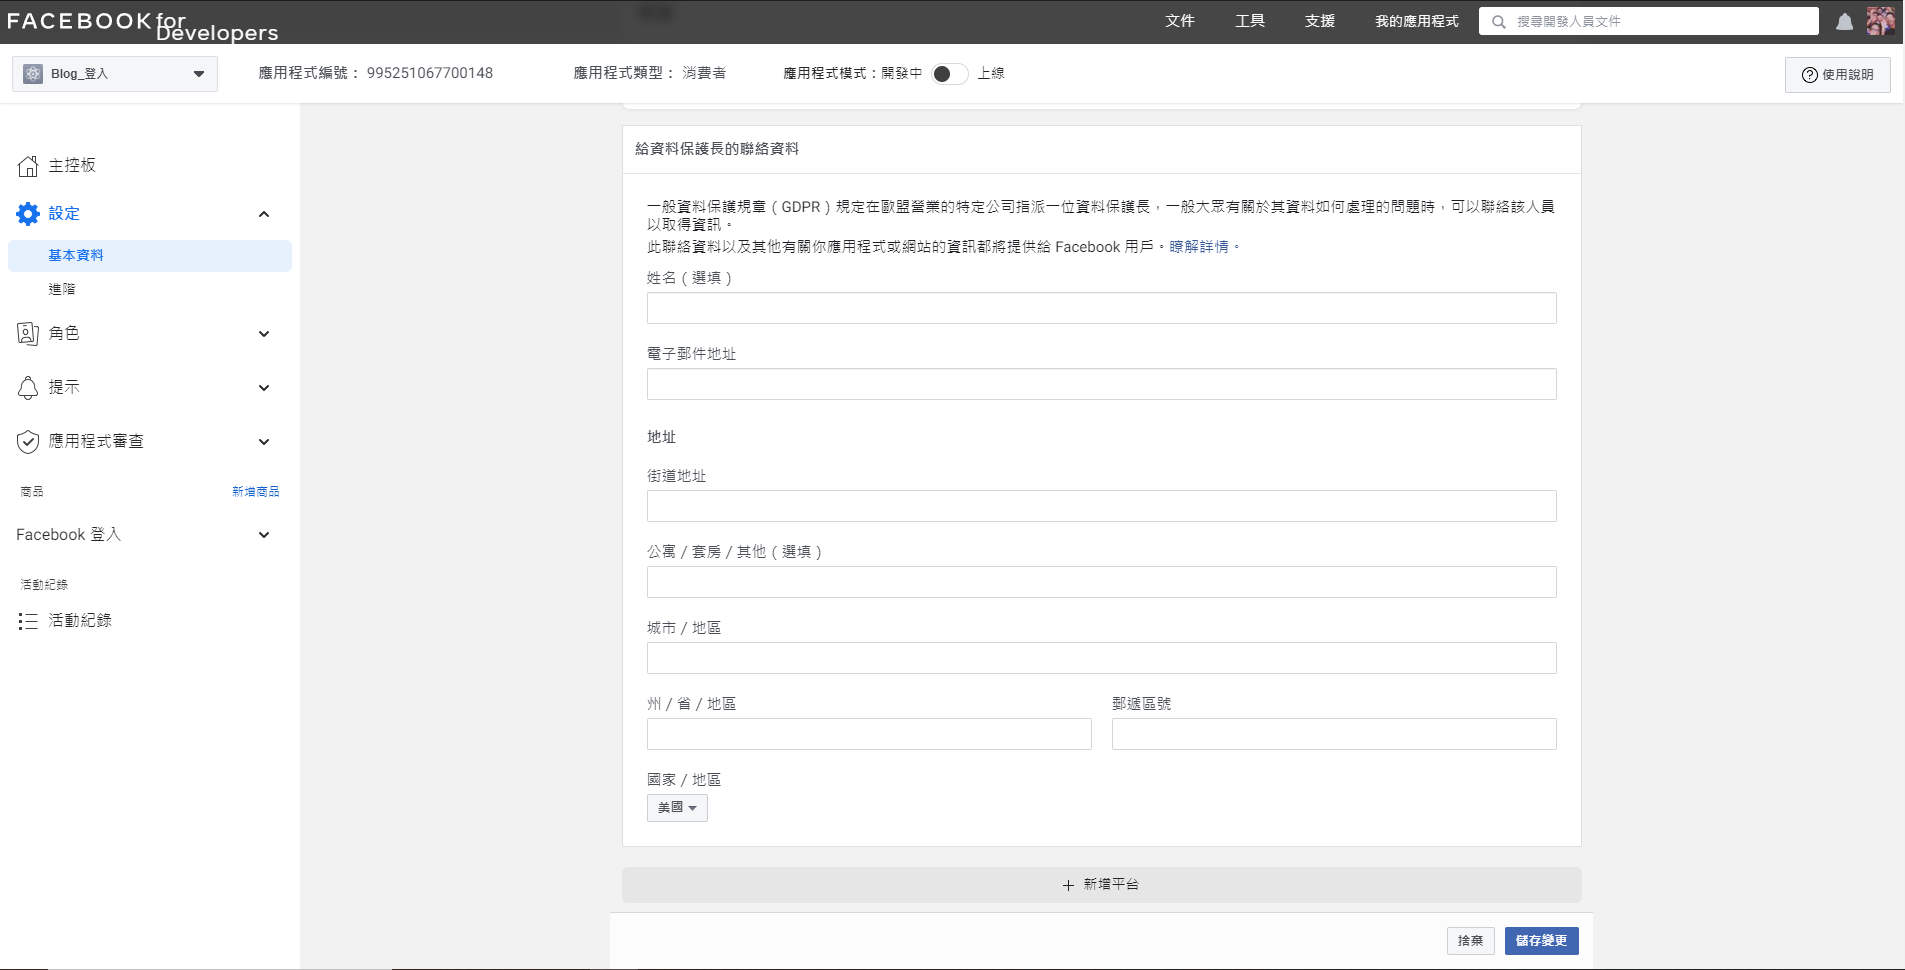 FACEBOOK for Developers
文件
工具
支援
我的應用程式
搜尋開發人員文件
Blog_登入
應用程式編號： 995251067700148
應用程式類型： 消費者
應用程式模式：開發中
上線
使用說明
主控板
設定
基本資料
進階
角色
提示
應用程式審查
商品
新增商品
Facebook 登入
活動紀錄
活動紀錄
給資料保護長的聯絡資料
一般資料保護規章（GDPR）規定在歐盟營業的特定公司指派一位資料保護長，一般大眾有關於其資料如何處理的問題時，可以聯絡該人員
以取得資訊。
此聯絡資料以及其他有關你應用程式或網站的資訊都將提供給 Facebook 用戶。瞭解詳情。
姓名（選填）
電子郵件地址
地址
街道地址
公寓 / 套房 / 其他（選填）
城市 / 地區
州 / 省 / 地區
郵遞區號
國家 / 地區
美國
+ 新增平台
捨棄
儲存變更